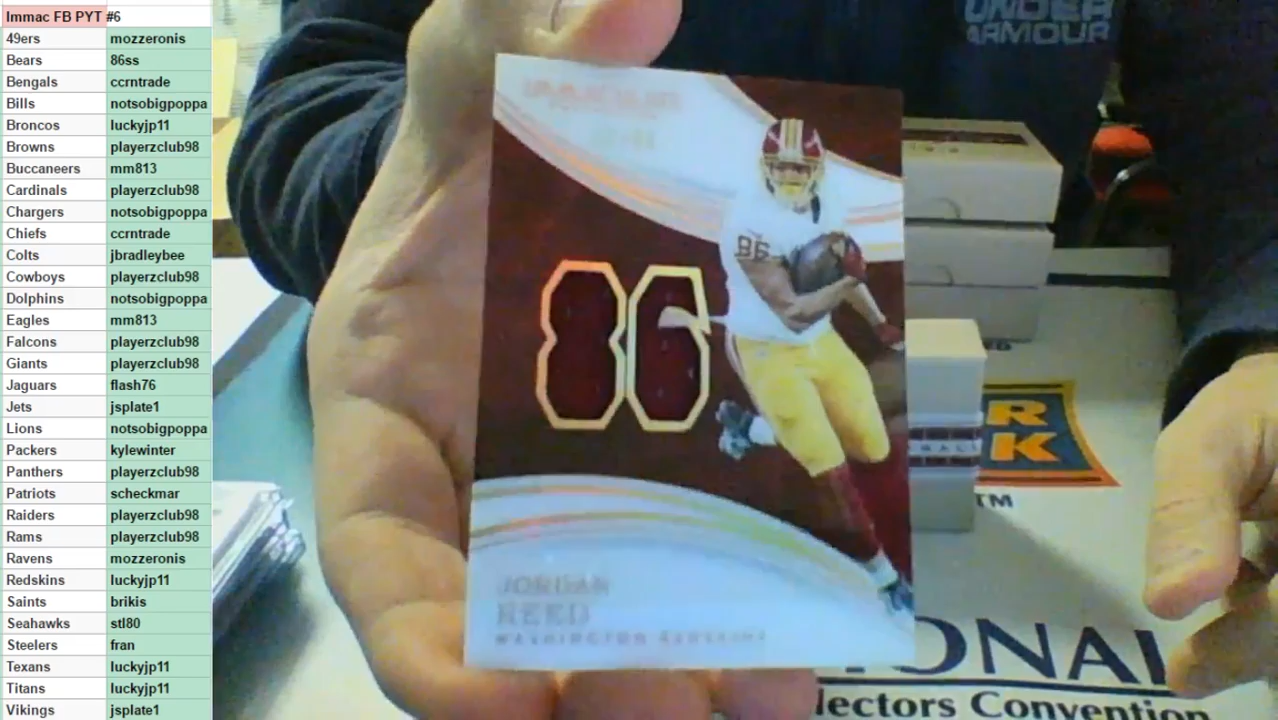 Immac FB PYT #6
49ers mozzeronis
Bears 86ss
Bengals ccrntrade
Bills notsobigpoppa
Broncos luckyjp11
Browns playerzclub98
Buccaneers mm813
Cardinals playerzclub98
Chargers notsobigpoppa
Chiefs ccrntrade
Colts jbradleybee
Cowboys playerzclub98
Dolphins notsobigpoppa
Eagles mm813
Falcons playerzclub98
Giants playerzclub98
Jaguars flash76
Jets jsplate1
Lions notsobigpoppa
Packers kylewinter
Panthers playerzclub98
Patriots scheckmar
Raiders playerzclub98
Rams playerzclub98
Ravens mozzeronis
Redskins luckyjp11
Saints brikis
Seahawks stl80
Steelers fran
Texans luckyjp11
Titans luckyjp11
Vikings jsplate1
UNDER
ARMOUR
86
86
JORDAN
REED
WASHINGTON REDSKINS
R
K
TM
IONAL
llectors Convention